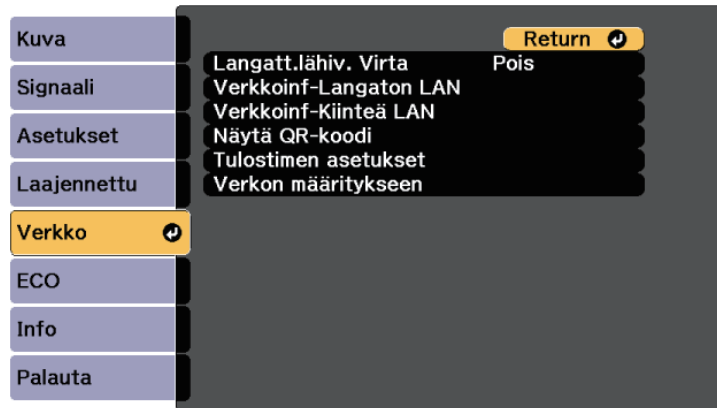 Kuva
Signaali
Asetukset
Laajennettu
Verkko
ECO
Info
Palauta
Return
Langatt.lähiv. Virta Pois
Verkkoinf-Langaton LAN
Verkkoinf-Kiinteä LAN
Näytä QR-koodi
Tulostimen asetukset
Verkon määritykseen